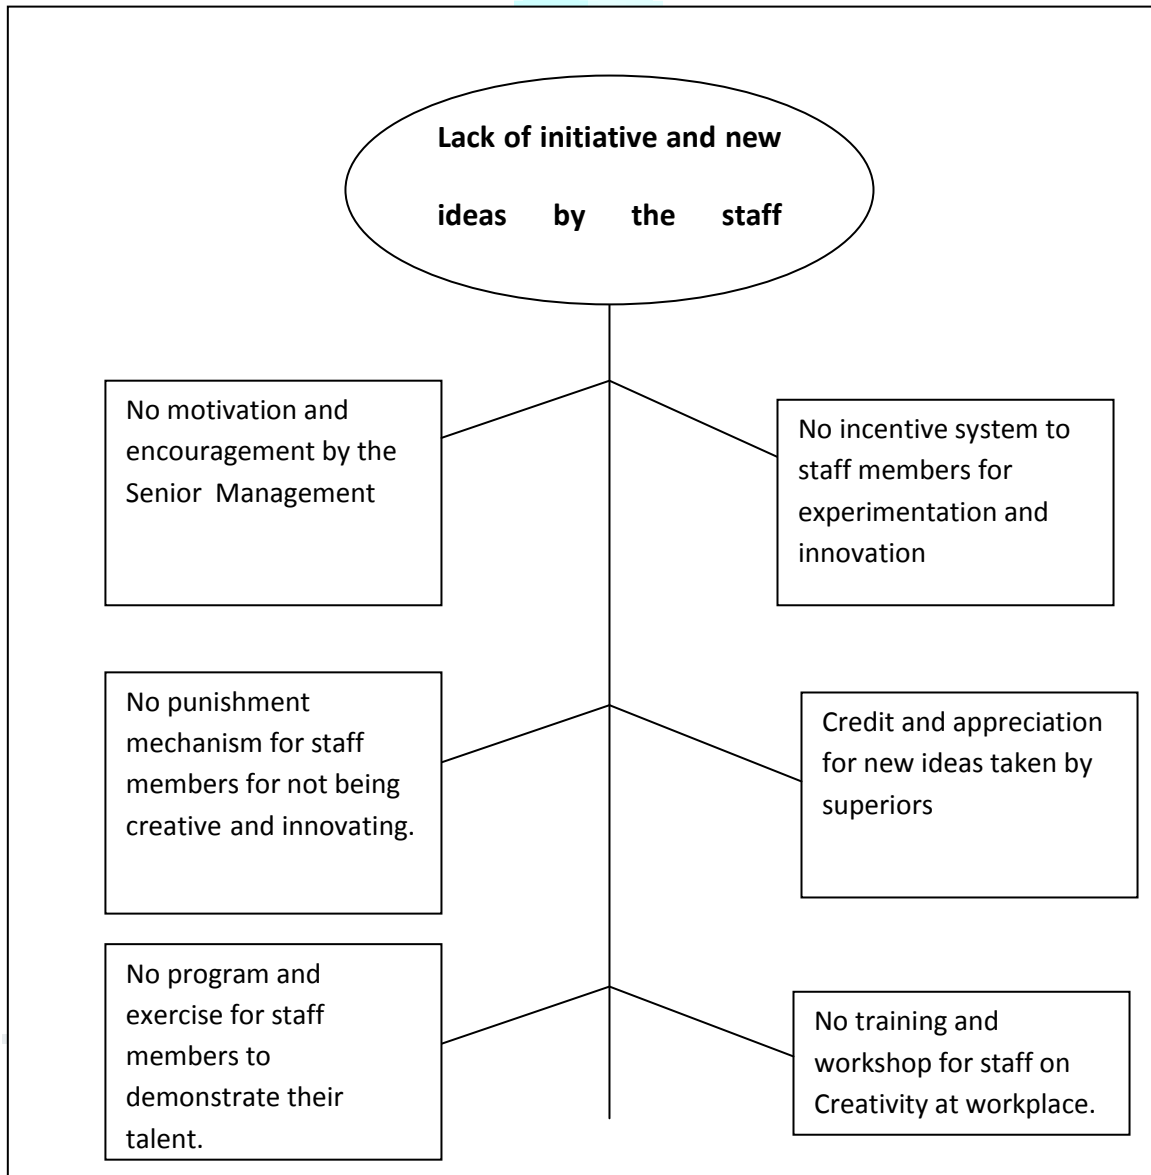 Lack of initiative and new
ideas by the staff
No motivation and
encouragement by the
Senior Management
No incentive system to
staff members for
experimentation and
innovation
No punishment
mechanism for staff
members for not being
creative and innovating.
Credit and appreciation
for new ideas taken by
superiors
No program and
exercise for staff
members to
demonstrate their
talent.
No training and
workshop for staff on
Creativity at workplace.